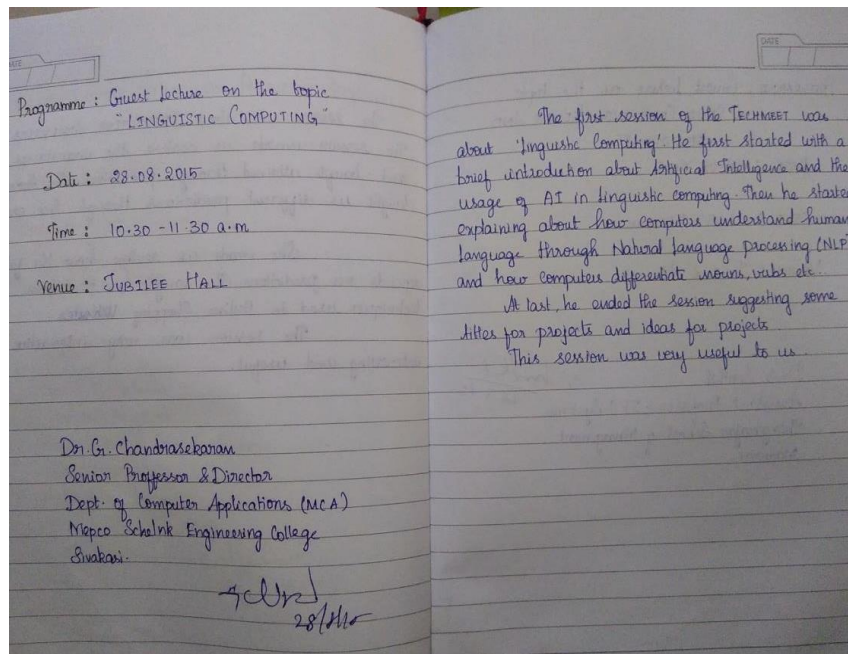 DATE
Programme : Guest Lecture on the topic
"LINGUISTIC COMPUTING"
Date : 28.08.2015
Time : 10.30 - 11.30 a.m
Venue : JUBILEE HALL
Dr. G. Chandrasekaran
Senior Proffessor & Director
Dept. of Computer Applications (MCA)
Mepco Schelnk Engineering College
Sivakasi.
28/8/15
DATE
The first session of the TECHMEET was
about 'Linguistic Computing'. He first started with a
brief introduction about Artificial Intelligence and the
usage of AI in linguistic computing. Then he started
explaining about how computers understand human
language through Natural Language processing (NLP)
and how computers differentiate nouns, verbs etc.
At last, he ended the session suggesting some
titles for projects and ideas for projects.
This session was very useful to us.